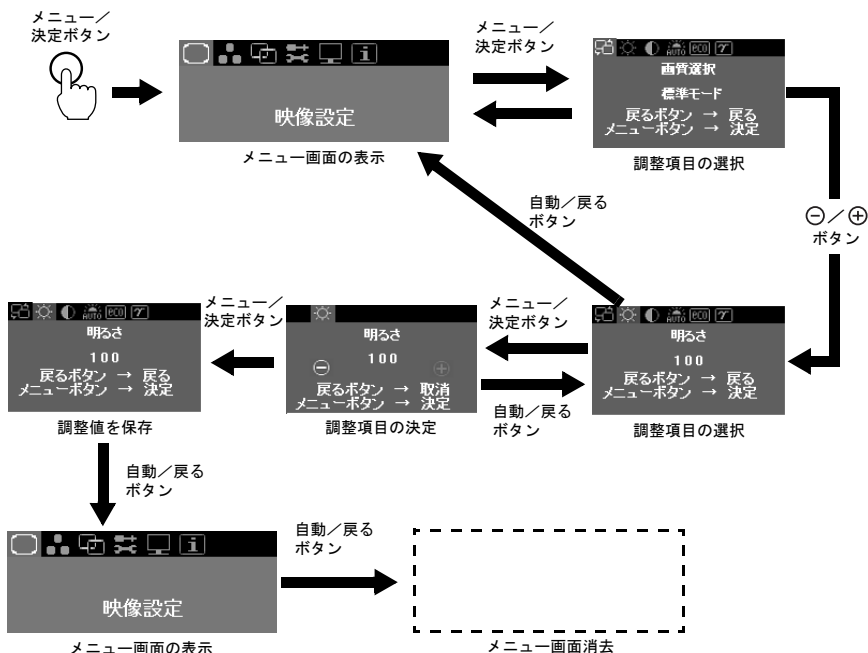 メニュー／
決定ボタン
メニュー／
決定ボタン
映像設定
メニュー画面の表示
AUTO eco
画質選択
標準モード
戻るボタン → 戻る
メニューボタン → 決定
調整項目の選択
自動／戻る
ボタン
⊖／⊕
ボタン
AUTO eco
明るさ
100
戻るボタン → 戻る
メニューボタン → 決定
調整値を保存
メニュー／
決定ボタン
明るさ
100
⊖ ⊕
戻るボタン → 取消
メニューボタン → 決定
調整項目の決定
メニュー／
決定ボタン
自動／戻る
ボタン
AUTO eco
明るさ
100
戻るボタン → 戻る
メニューボタン → 決定
調整項目の選択
自動／戻る
ボタン
映像設定
メニュー画面の表示
自動／戻る
ボタン
メニュー画面消去